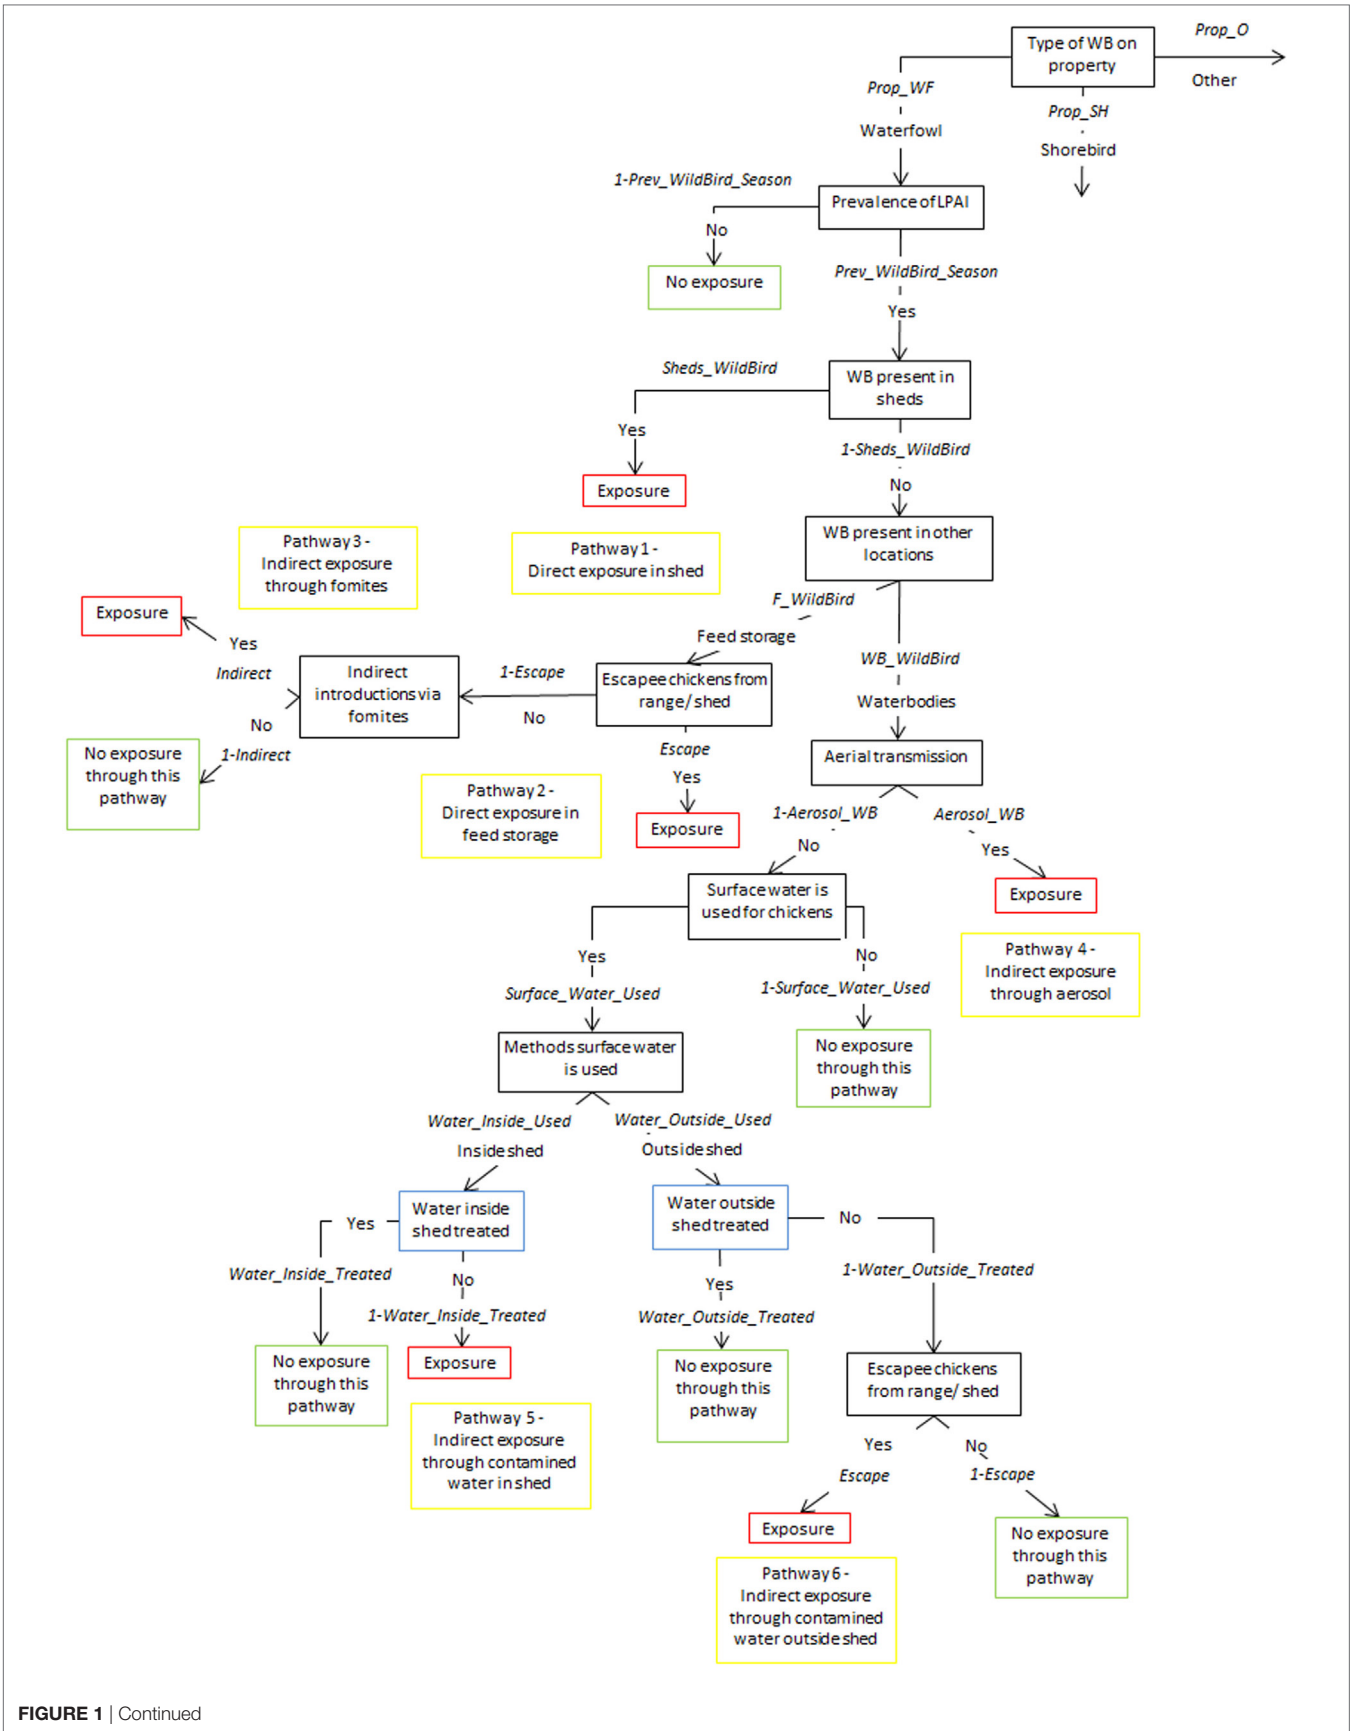 Type of WB on
property
Prop_O
Other
Prop_WF
Waterfowl
Prop_SH
Shorebird
Prevalence of LPAI
1-Prev_WildBird_Season
No
No exposure
Prev_WildBird_Season
Yes
WB present in
sheds
Sheds_WildBird
Yes
Exposure
1-Sheds_WildBird
No
Pathway 1 -
Direct exposure in shed
WB present in other
locations
F_WildBird
Feed storage
WB_WildBird
Waterbodies
Pathway 3 -
Indirect exposure
through fomites
Exposure
Yes
Indirect
Indirect
introductions via
fomites
1-Escape
No
Escapee chickens from
range/ shed
No
1-Indirect
No exposure
through this
pathway
Escape
Yes
Exposure
Pathway 2 -
Direct exposure in
feed storage
Aerial transmission
1-Aerosol_WB
No
Aerosol_WB
Yes
Exposure
Pathway 4 -
Indirect exposure
through aerosol
Surface water is
used for chickens
Yes
Surface_Water_Used
No
1-Surface_Water_Used
No exposure
through this
pathway
Methods surface water
is used
Water_Inside_Used
Inside shed
Water_Outside_Used
Outside shed
Water inside
shed treated
Yes
Water_Inside_Treated
No exposure
through this
pathway
No
1-Water_Inside_Treated
Exposure
Pathway 5 -
Indirect exposure
through contamined
water in shed
Water outside
shed treated
Yes
Water_Outside_Treated
No exposure
through this
pathway
No
1-Water_Outside_Treated
Escapee chickens
from range/ shed
Yes
Escape
Exposure
No
1-Escape
No exposure
through this
pathway
Pathway 6 -
Indirect exposure
through contamined
water outside shed
FIGURE 1 | Continued